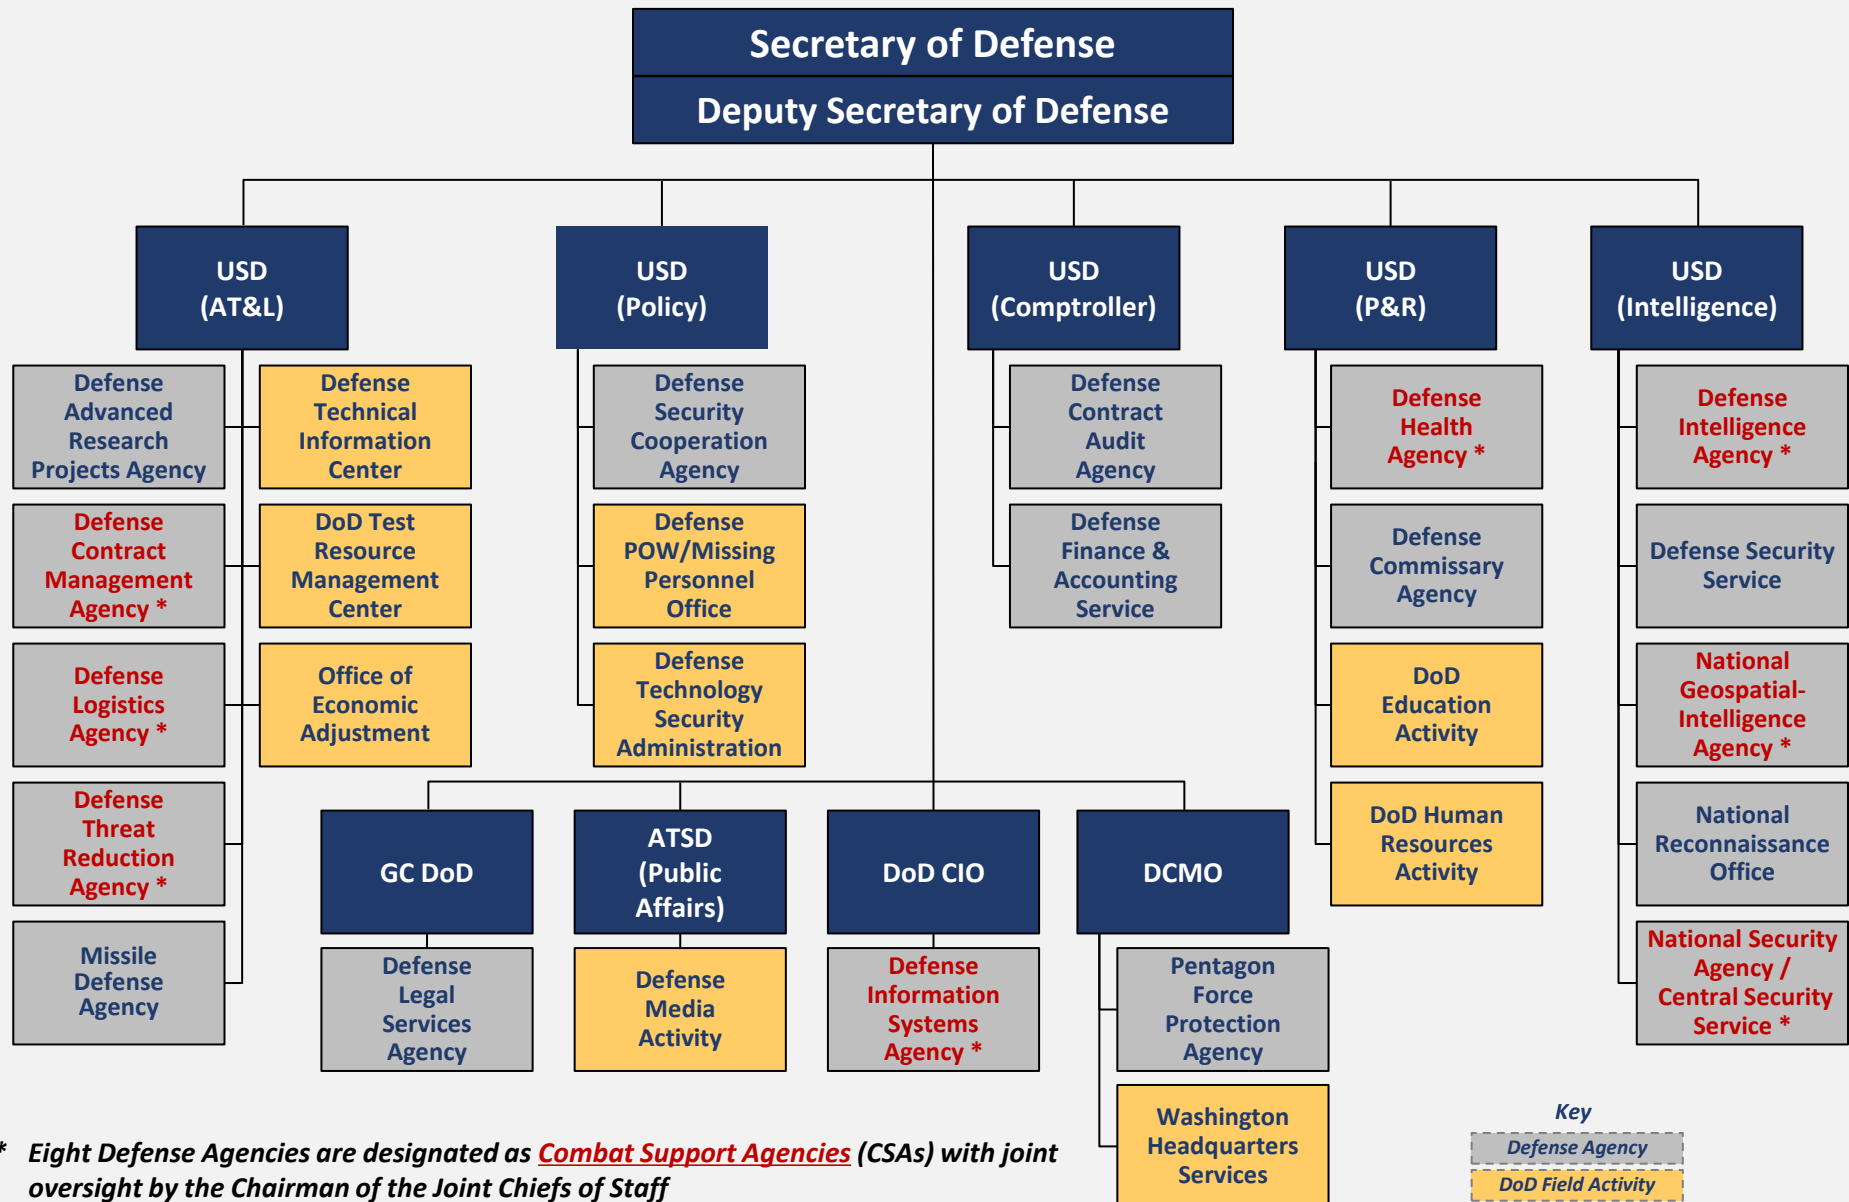 Secretary of Defense
Deputy Secretary of Defense
USD
(AT&L)
USD
(Policy)
USD
(Comptroller)
USD
(P&R)
USD
(Intelligence)
Defense
Advanced
Research
Projects Agency
Defense
Technical
Information
Center
Defense
Contract
Management
Agency *
DoD Test
Resource
Management
Center
Defense
Logistics
Agency *
Office of
Economic
Adjustment
Defense
Threat
Reduction
Agency *
Missile
Defense
Agency
Defense
Security
Cooperation
Agency
Defense
POW/Missing
Personnel
Office
Defense
Technology
Security
Administration
Defense
Contract
Audit
Agency
Defense
Finance &
Accounting
Service
Defense
Health
Agency *
Defense
Commissary
Agency
DoD
Education
Activity
DoD Human
Resources
Activity
Defense
Intelligence
Agency *
Defense Security
Service
National
Geospatial-
Intelligence
Agency *
National
Reconnaissance
Office
National Security
Agency /
Central Security
Service *
GC DoD
Defense
Legal
Services
Agency
ATSD
(Public
Affairs)
Defense
Media
Activity
DoD CIO
Defense
Information
Systems
Agency *
DCMO
Pentagon
Force
Protection
Agency
Washington
Headquarters
Services
* Eight Defense Agencies are designated as Combat Support Agencies (CSAs) with joint
oversight by the Chairman of the Joint Chiefs of Staff
Key
Defense Agency
DoD Field Activity